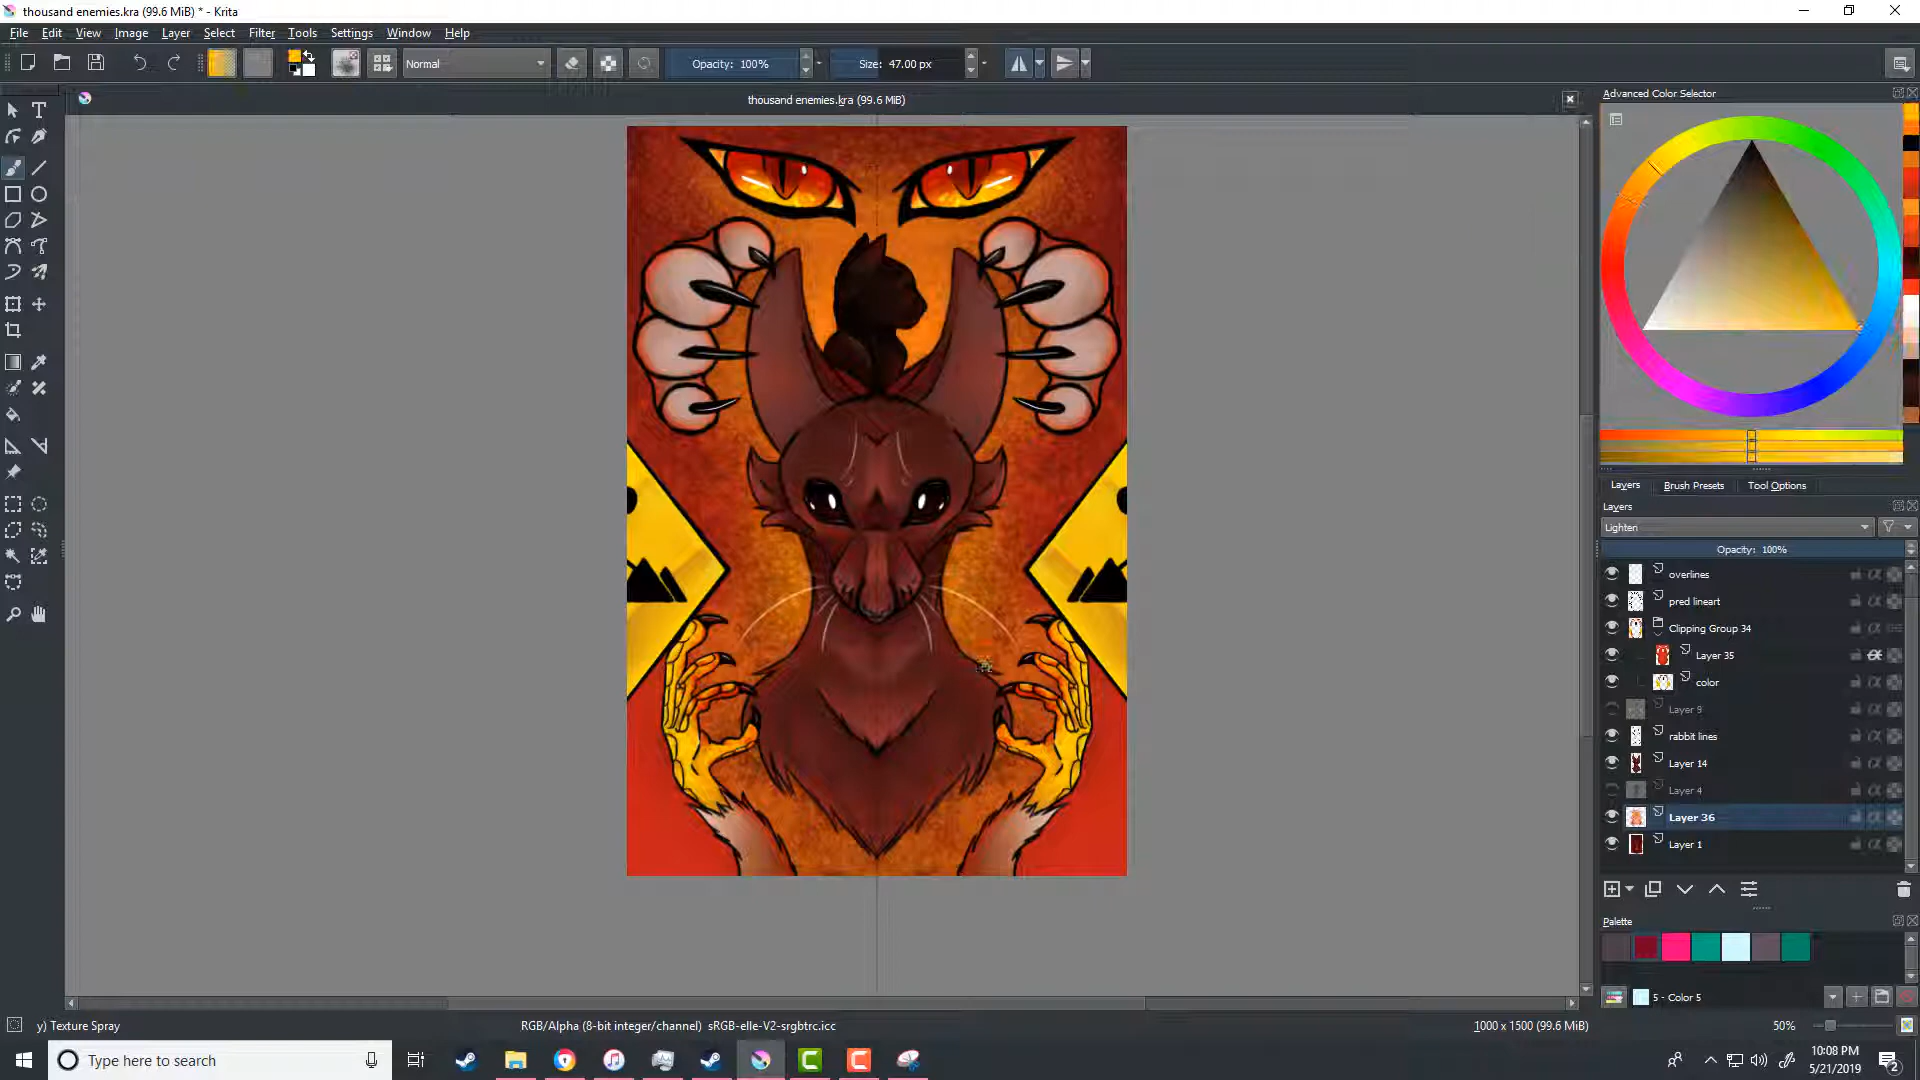 thousand enemies.kra (99.6 MiB) * - Krita
File Edit View Image Layer Select Filter Tools Settings Window Help
Normal
Opacity: 100%
Size: 47.00 px
thousand enemies.kra (99.6 MiB)
Advanced Color Selector
Layers Brush Presets Tool Options
Layers
Lighten
Opacity: 100%
overlines
pred lineart
Clipping Group 34
Layer 35
color
Layer 9
rabbit lines
Layer 14
Layer 4
Layer 36
Layer 1
Palette
5 - Color 5
y) Texture Spray
RGB/Alpha (8-bit integer/channel) sRGB-elle-V2-srgbtrc.icc
1000 x 1500 (99.6 MiB)
50%
Type here to search
10:08 PM
5/21/2019
2